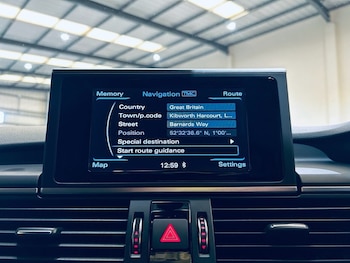 Memory Navigation TMC Route
Country Great Britain
Town/p.code Kibworth Harcourt, L...
Street Barnards Way
Position 52°32'36.6" N, 1°00'...
Special destination
Start route guidance
Map 12:59 Settings